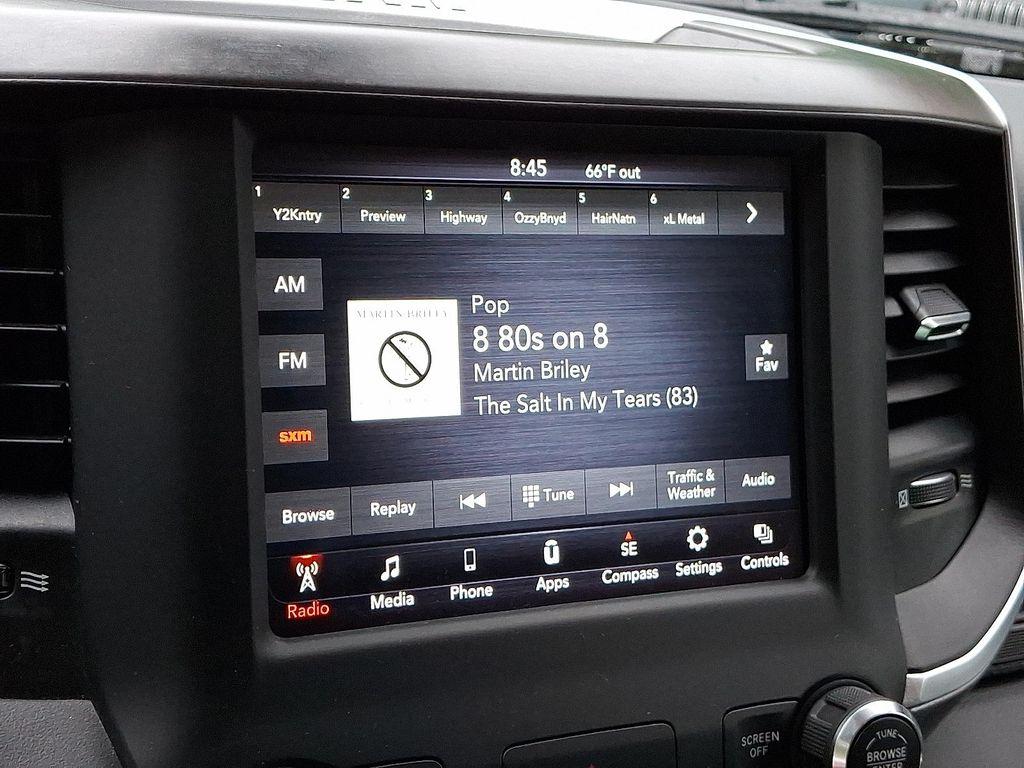 8:45 66°F out
1 Y2Kntry 2 Preview 3 Highway 4 OzzyBnyd 5 HairNatn 6 xL Metal
AM
FM
sxm
MARTIN BRILEY
Pop
8 80s on 8
Martin Briley
The Salt In My Tears (83)
Fav
Browse Replay Tune Traffic & Weather Audio
Radio Media Phone Apps SE Compass Settings Controls
SCREEN
OFF
TUNE
BROWSE
ENTER